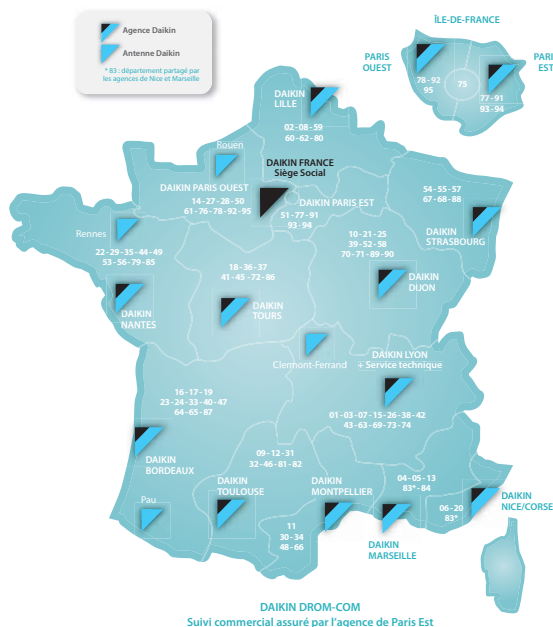 Agence Daikin
Antenne Daikin
* 83 : département partagé par
les agences de Nice et Marseille
ÎLE-DE-FRANCE
PARIS
OUEST
PARIS
EST
78 - 92
95
75
77 - 91
93 - 94
DAIKIN
LILLE
02 - 08 - 59
60 - 62 - 80
Rouen
DAIKIN FRANCE
Siège Social
DAIKIN PARIS OUEST
14 - 27 - 28 - 50
61 - 76 - 78 - 92 - 95
DAIKIN PARIS EST
51 - 77 - 91
93 - 94
54 - 55 - 57
67 - 68 - 88
DAIKIN
STRASBOURG
Rennes
22 - 29 - 35 - 44 - 49
53 - 56 - 79 - 85
10 - 21 - 25
39 - 52 - 58
70 - 71 - 89 - 90
18 - 36 - 37
41 - 45 - 72 - 86
DAIKIN
DIJON
DAIKIN
NANTES
DAIKIN
TOURS
Clermont-Ferrand
DAIKIN LYON
+ Service technique
16 - 17 - 19
23 - 24 - 33 - 40 - 47
64 - 65 - 87
01 - 03 - 07 - 15 - 26 - 38 - 42
43 - 63 - 69 - 73 - 74
DAIKIN
BORDEAUX
09 - 12 - 31
32 - 46 - 81 - 82
DAIKIN
TOULOUSE
DAIKIN
MONTPELLIER
04 - 05 - 13
83* - 84
Pau
11
30 - 34
48 - 66
DAIKIN
MARSEILLE
06 - 20
83*
DAIKIN
NICE/CORSE
DAIKIN DROM-COM
Suivi commercial assuré par l'agence de Paris Est